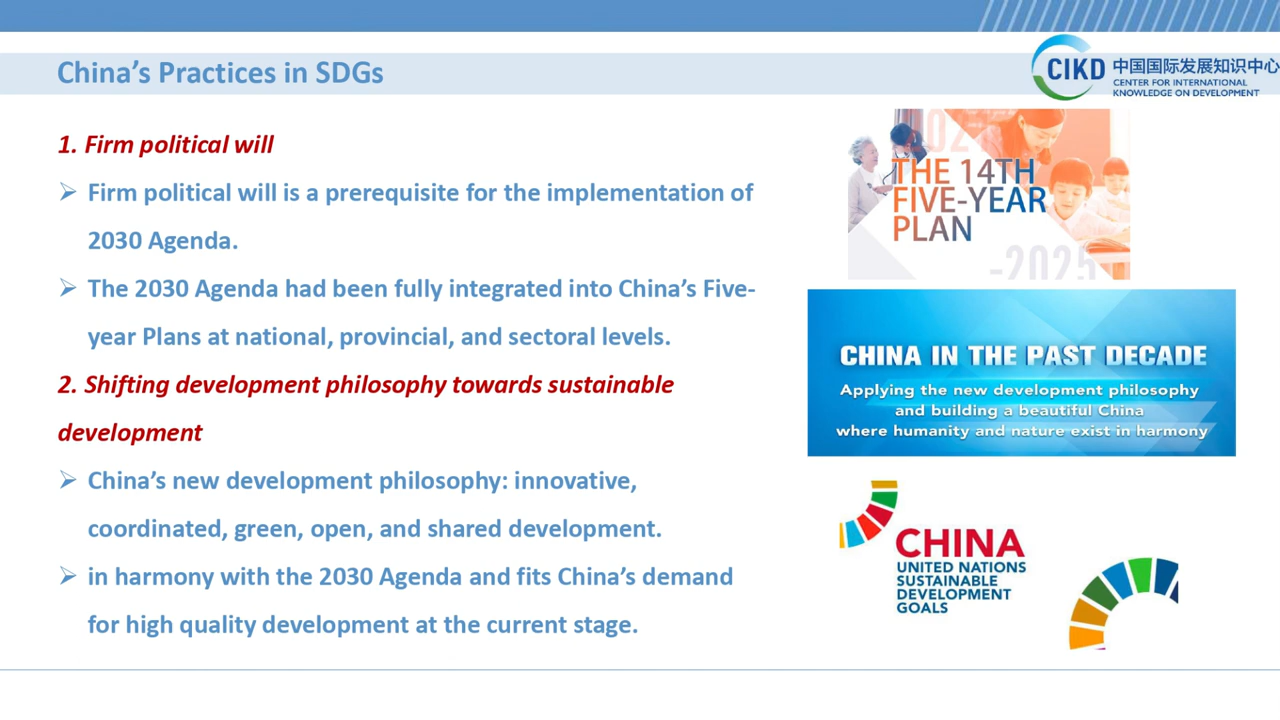 China's Practices in SDGs
CIKD
中国国际发展知识中心
CENTER FOR INTERNATIONAL
KNOWLEDGE ON DEVELOPMENT
1. Firm political will
➢ Firm political will is a prerequisite for the implementation of
2030 Agenda.
➢ The 2030 Agenda had been fully integrated into China's Five-
year Plans at national, provincial, and sectoral levels.
2. Shifting development philosophy towards sustainable
development
➢ China's new development philosophy: innovative,
coordinated, green, open, and shared development.
➢ in harmony with the 2030 Agenda and fits China's demand
for high quality development at the current stage.
2021
THE 14TH
FIVE-YEAR
PLAN
-2025
CHINA IN THE PAST DECADE
Applying the new development philosophy
and building a beautiful China
where humanity and nature exist in harmony
CHINA
UNITED NATIONS
SUSTAINABLE
DEVELOPMENT
GOALS